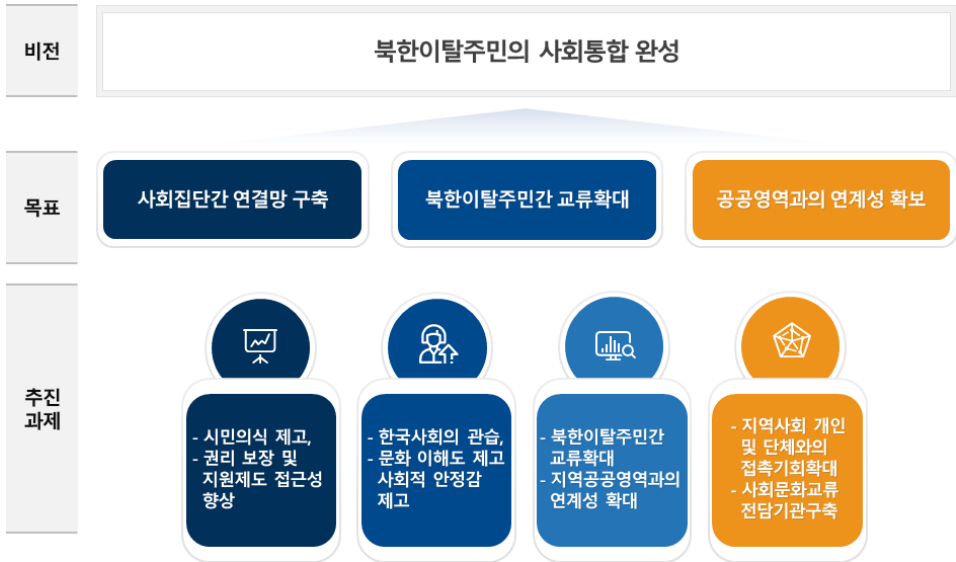 비전
북한이탈주민의 사회통합 완성
목표
사회집단간 연결망 구축
북한이탈주민간 교류확대
공공영역과의 연계성 확보
추진
과제
- 시민의식 제고,
- 권리 보장 및
지원제도 접근성
향상
- 한국사회의 관습,
- 문화 이해도 제고
사회적 안정감
제고
- 북한이탈주민간
교류확대
- 지역공공영역과의
연계성 확대
- 지역사회 개인
및 단체와의
접촉기회확대
- 사회문화교류
전담기관구축